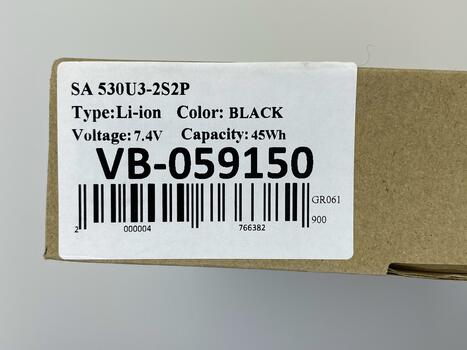 SA 530U3-2S2P
Type:Li-ion Color: BLACK
Voltage: 7.4V Capacity: 45Wh
VB-059150
GR061
900
2 000004 766382